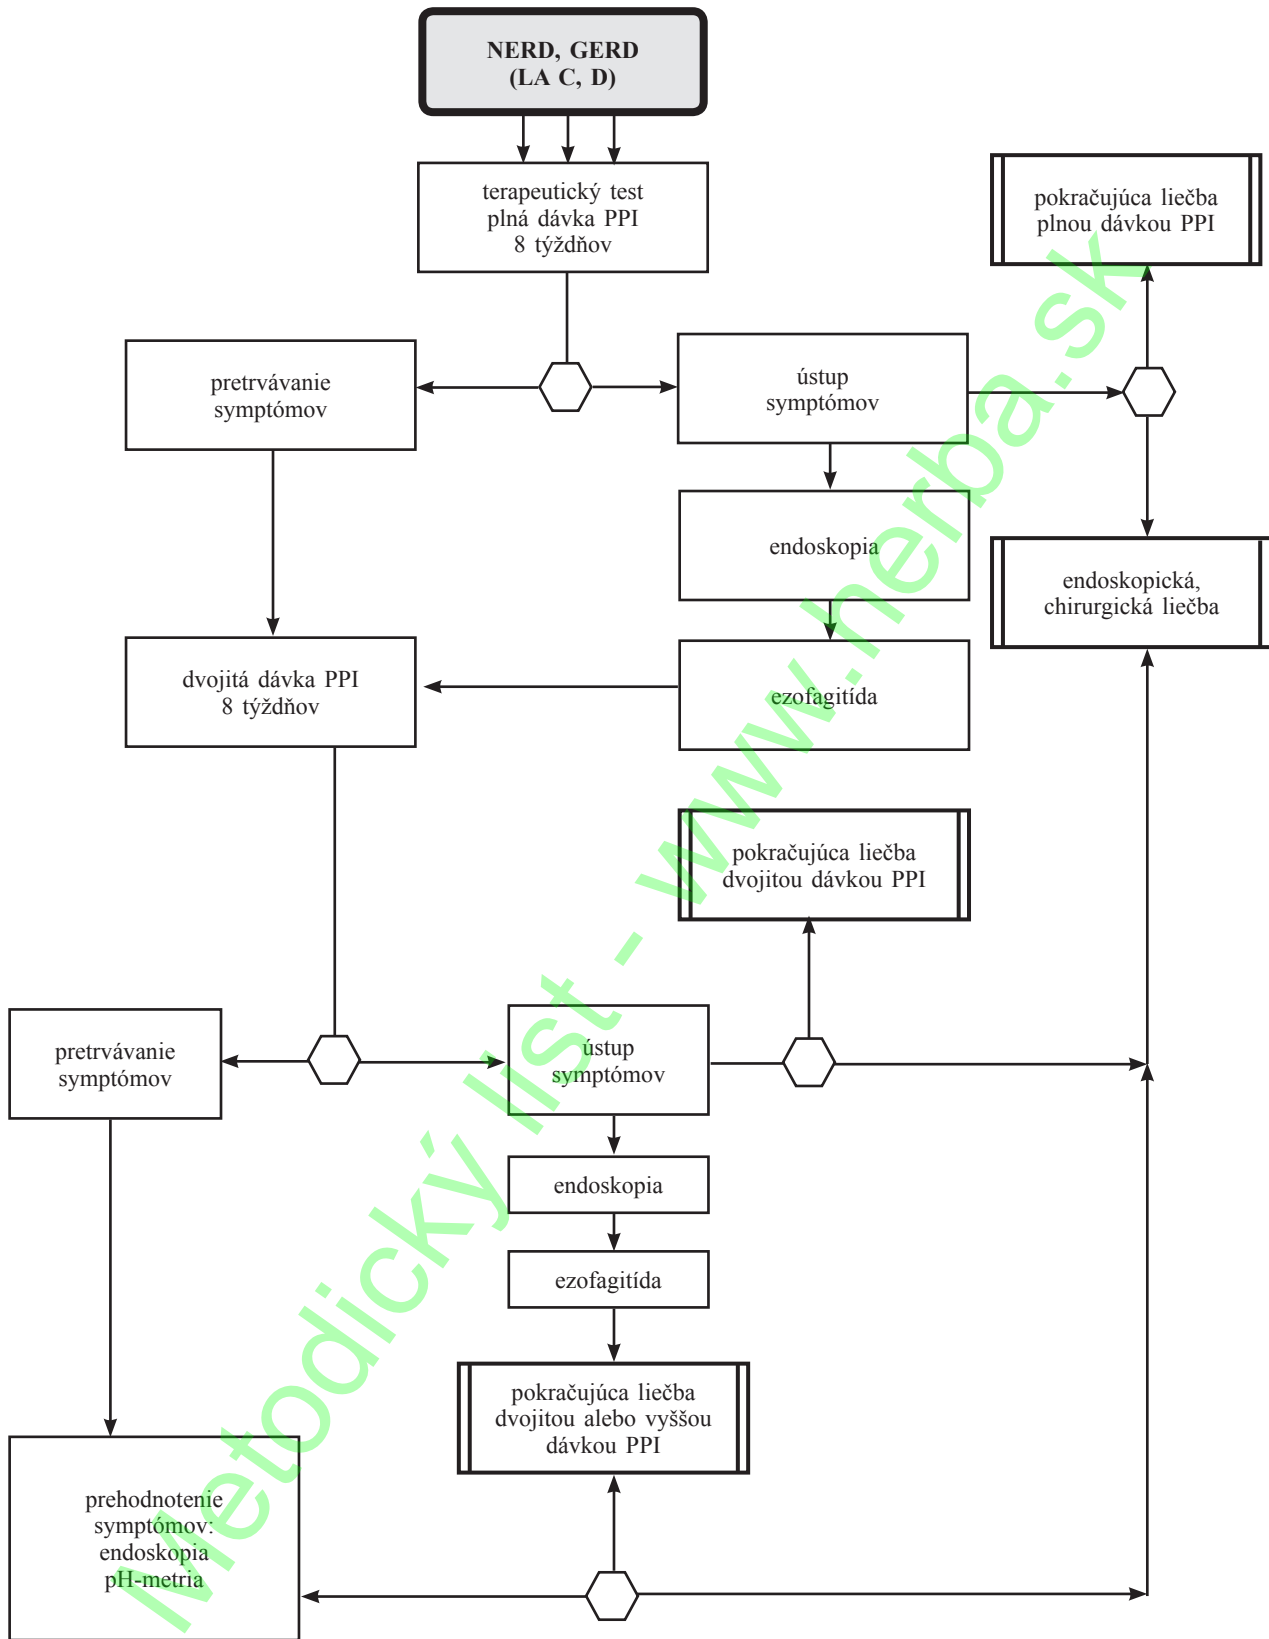 NERD, GERD
(LA C, D)
terapeutický test
plná dávka PPI
8 týždňov
pokračujúca liečba
plnou dávkou PPI
pretrvávanie
symptómov
ústup
symptómov
endoskopia
endoskopická,
chirurgická liečba
dvojitá dávka PPI
8 týždňov
ezofagitída
pokračujúca liečba
dvojitou dávkou PPI
pretrvávanie
symptómov
ústup
symptómov
endoskopia
ezofagitída
pokračujúca liečba
dvojitou alebo vyššou
dávkou PPI
prehodnotenie
symptómov:
endoskopia
pH-metria
Metodický list - www.herba.sk